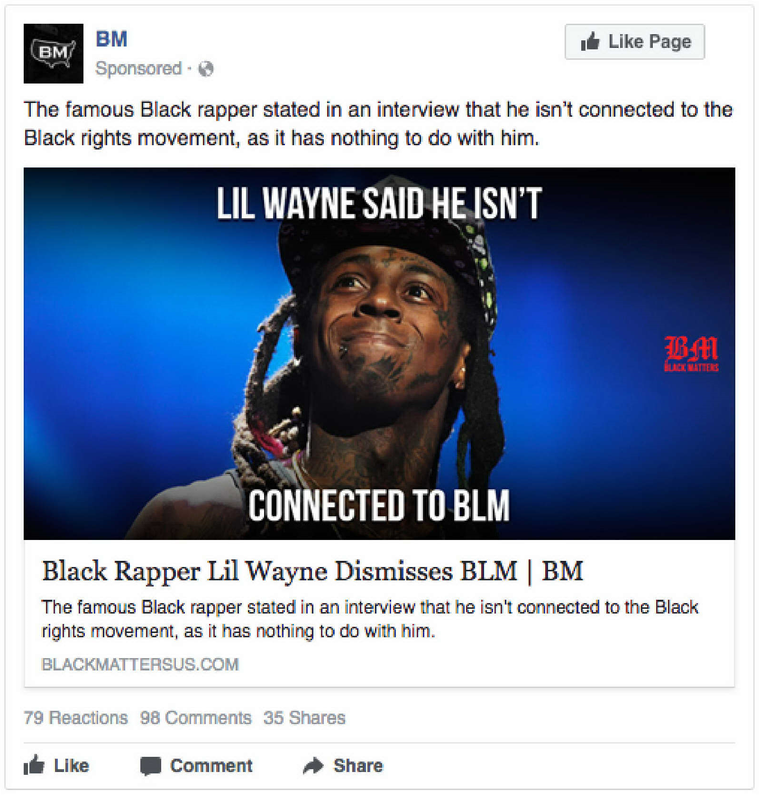 BM
BM
Like Page
Sponsored ·
The famous Black rapper stated in an interview that he isn't connected to the
Black rights movement, as it has nothing to do with him.
LIL WAYNE SAID HE ISN'T
BM
BLACK MATTERS
CONNECTED TO BLM
Black Rapper Lil Wayne Dismisses BLM | BM
The famous Black rapper stated in an interview that he isn't connected to the Black
rights movement, as it has nothing to do with him.
BLACKMATTERSUS.COM
79 Reactions 98 Comments 35 Shares
Like Comment Share